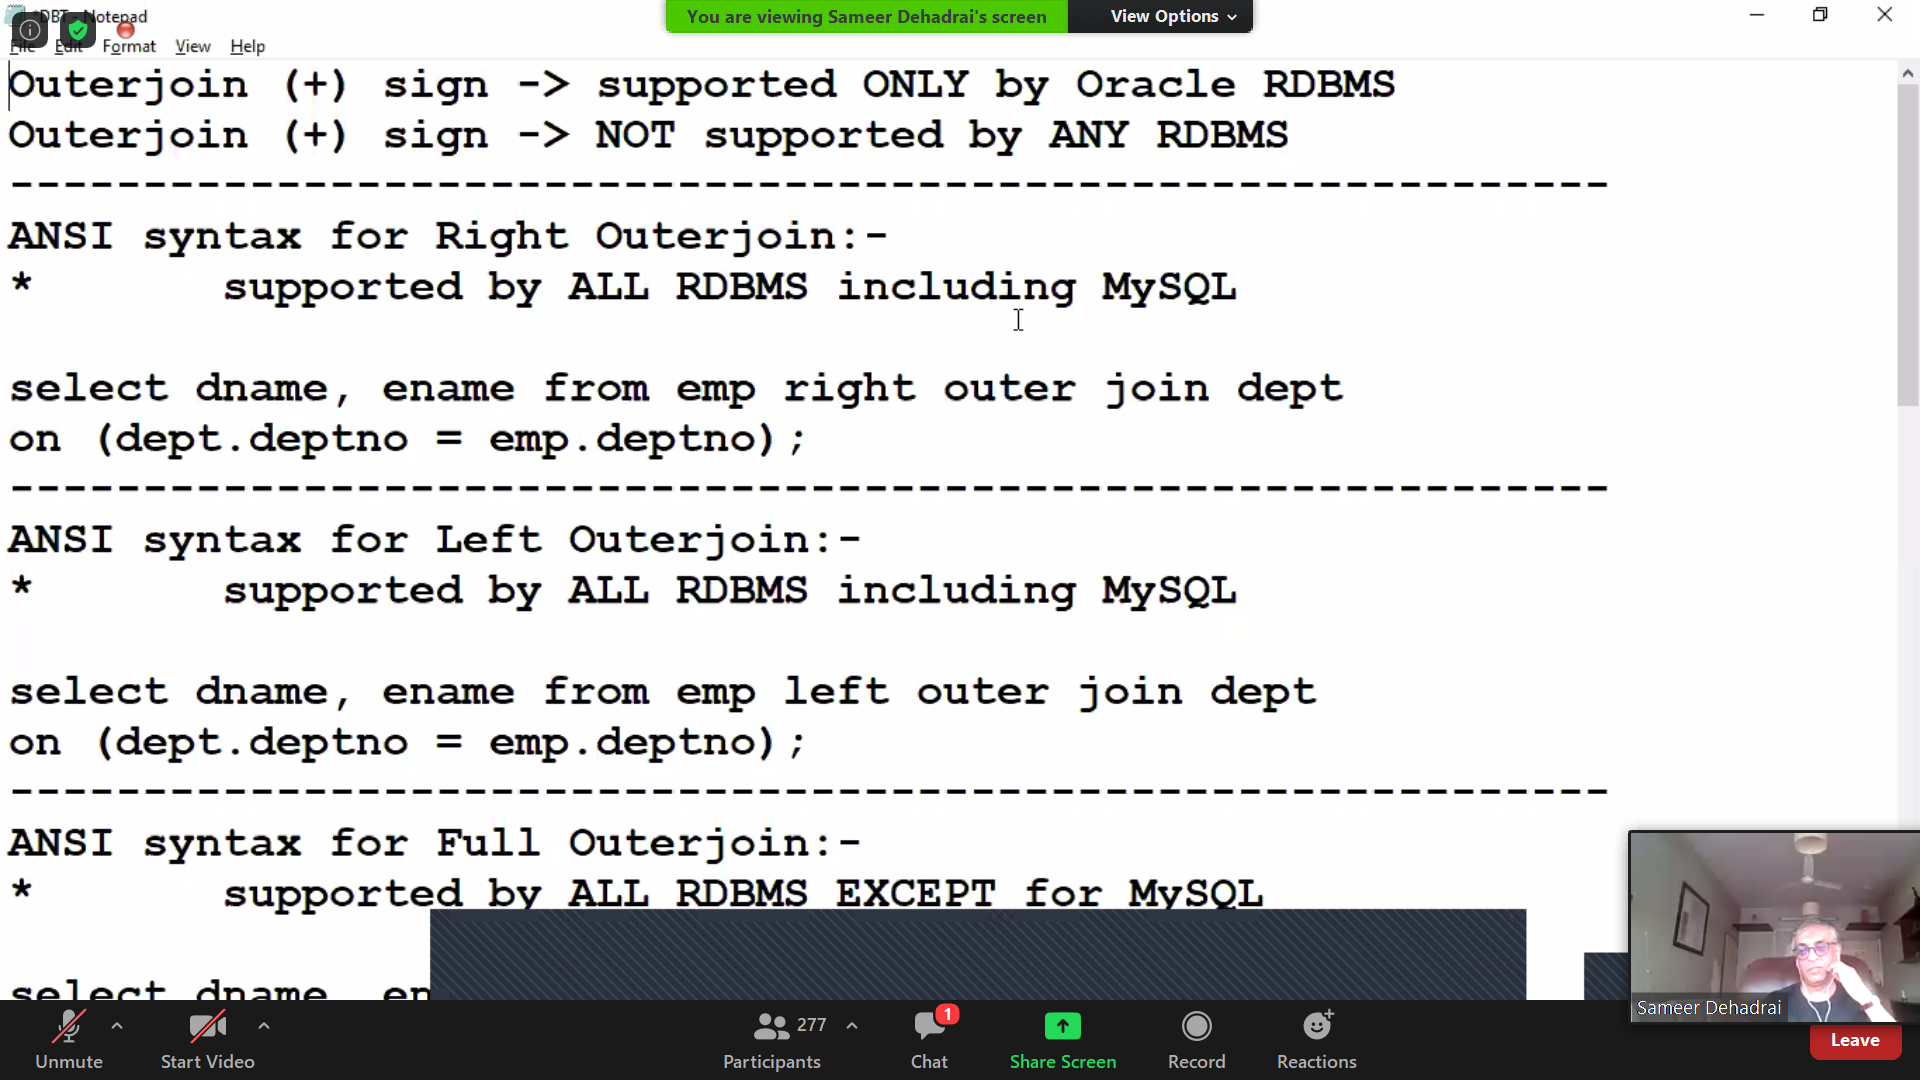 *DBT - Notepad
You are viewing Sameer Dehadrai's screen
View Options
File Edit Format View Help
Outerjoin (+) sign -> supported ONLY by Oracle RDBMS
Outerjoin (+) sign -> NOT supported by ANY RDBMS
------------------------------------------------------------
ANSI syntax for Right Outerjoin:-
* supported by ALL RDBMS including MySQL
select dname, ename from emp right outer join dept
on (dept.deptno = emp.deptno);
------------------------------------------------------------
ANSI syntax for Left Outerjoin:-
* supported by ALL RDBMS including MySQL
select dname, ename from emp left outer join dept
on (dept.deptno = emp.deptno);
------------------------------------------------------------
ANSI syntax for Full Outerjoin:-
* supported by ALL RDBMS EXCEPT for MySQL
select dname, en
Sameer Dehadrai
Unmute
Start Video
277
Participants
1
Chat
Share Screen
Record
Reactions
Leave